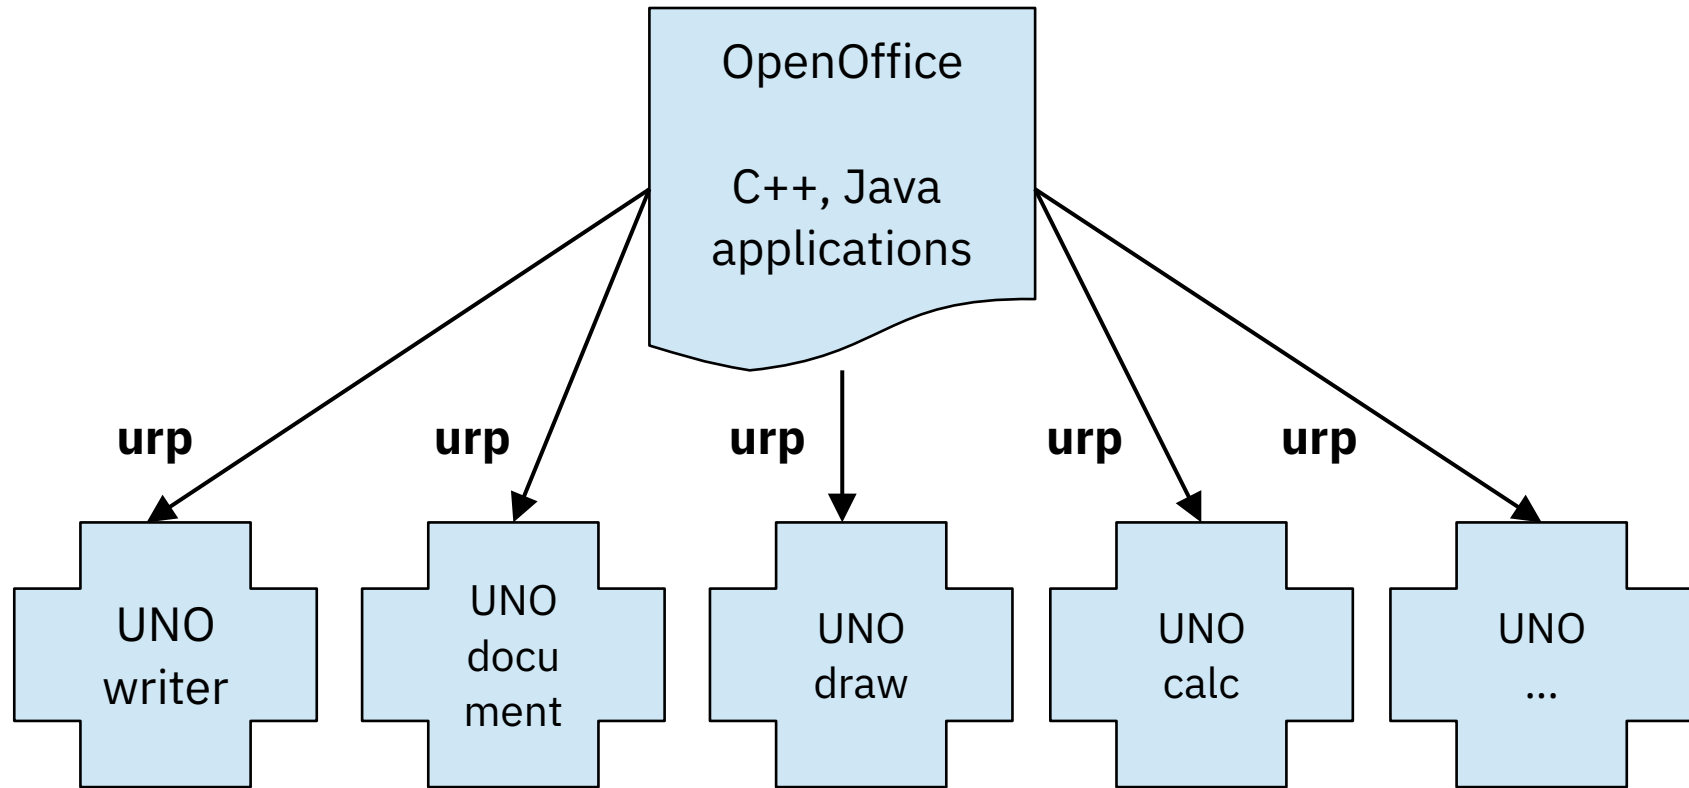 OpenOffice
C++, Java
applications
urp
urp
urp
urp
urp
UNO
writer
UNO
docu
ment
UNO
draw
UNO
calc
UNO
...